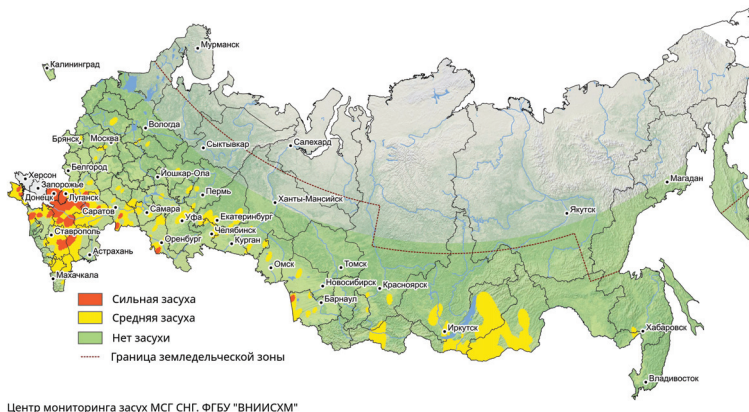 Мурманск
Калининград
Вологда
Брянск
Москва
Сыктывкар
Салехард
Магадан
Белгород
Херсон
Йошкар-Ола
Запорожье
Пермь
Донецк
Луганск
Ханты-Мансийск
Якутск
Саратов
Самара
Екатеринбург
Уфа
Ставрополь
Челябинск
Оренбург
Курган
Астрахань
Омск
Томск
Махачкала
Новосибирск
Красноярск
Барнаул
Иркутск
Хабаровск
Владивосток
Сильная засуха
Средняя засуха
Нет засухи
Граница земледельческой зоны
Центр мониторинга засух МСГ СНГ. ФГБУ "ВНИИСХМ"